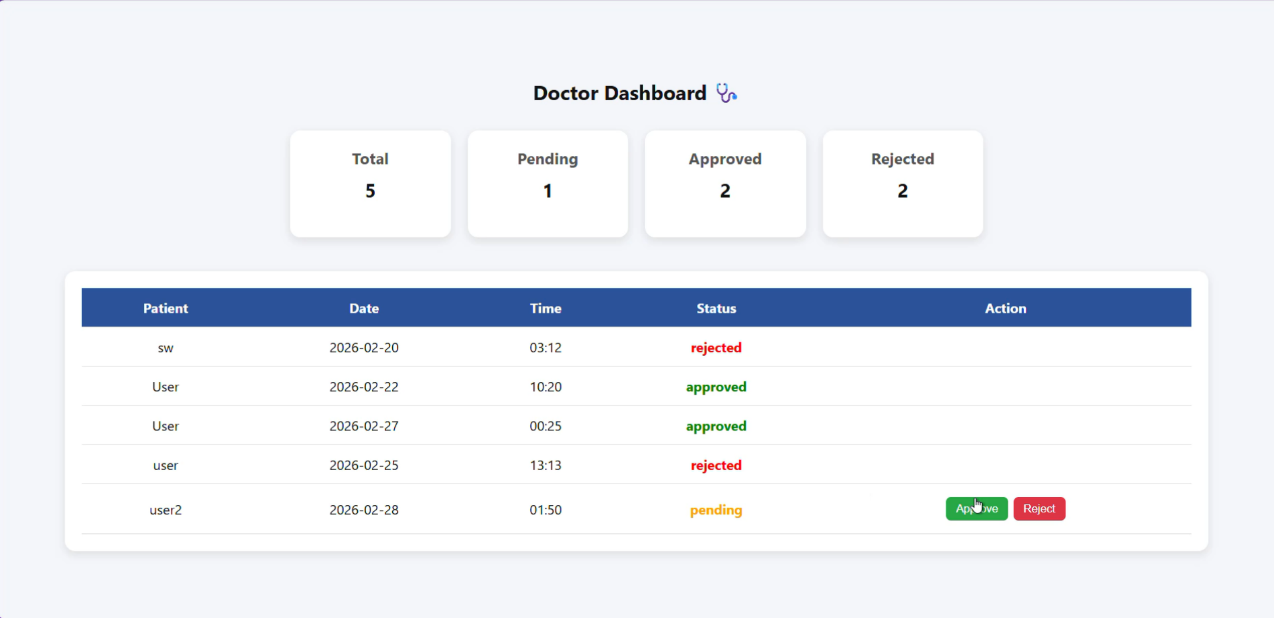 Doctor Dashboard
Total Pending Approved Rejected
5 1 2 2
Patient Date Time Status Action
sw 2026-02-20 03:12 rejected
User 2026-02-22 10:20 approved
User 2026-02-27 00:25 approved
user 2026-02-25 13:13 rejected
user2 2026-02-28 01:50 pending Approve Reject